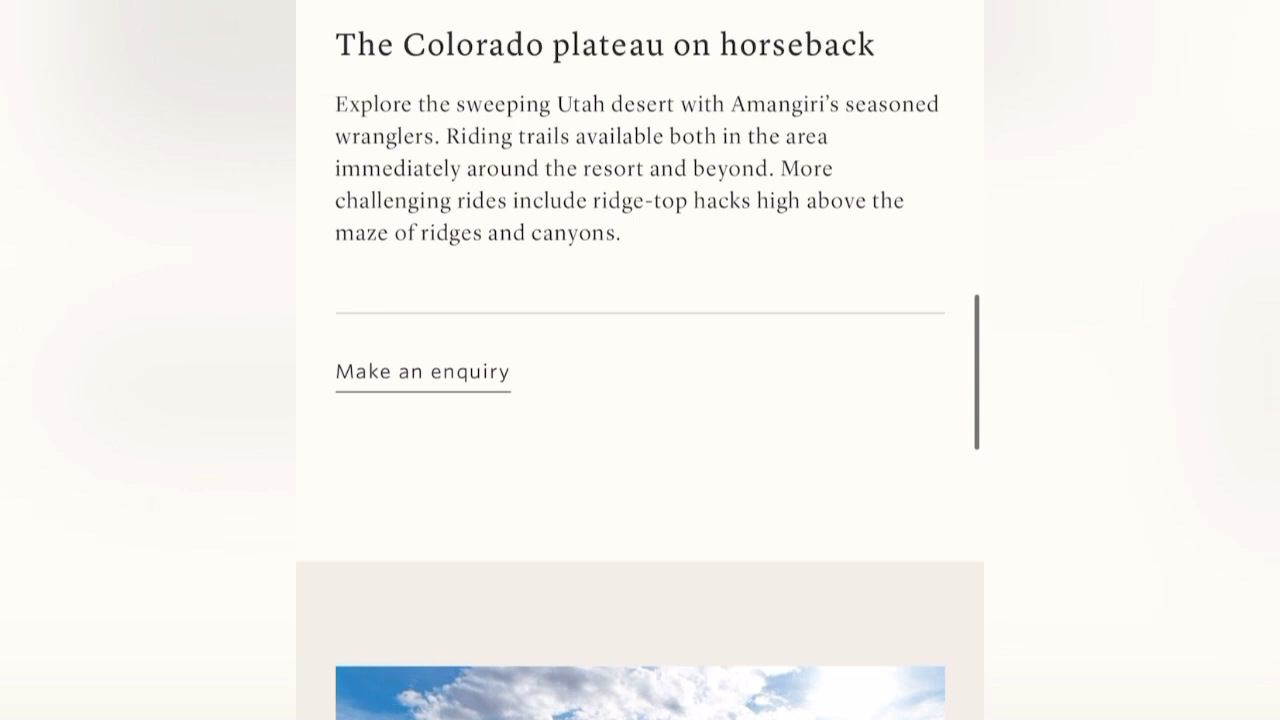 The Colorado plateau on horseback
Explore the sweeping Utah desert with Amangiri’s seasoned
wranglers. Riding trails available both in the area
immediately around the resort and beyond. More
challenging rides include ridge-top hacks high above the
maze of ridges and canyons.
Make an enquiry